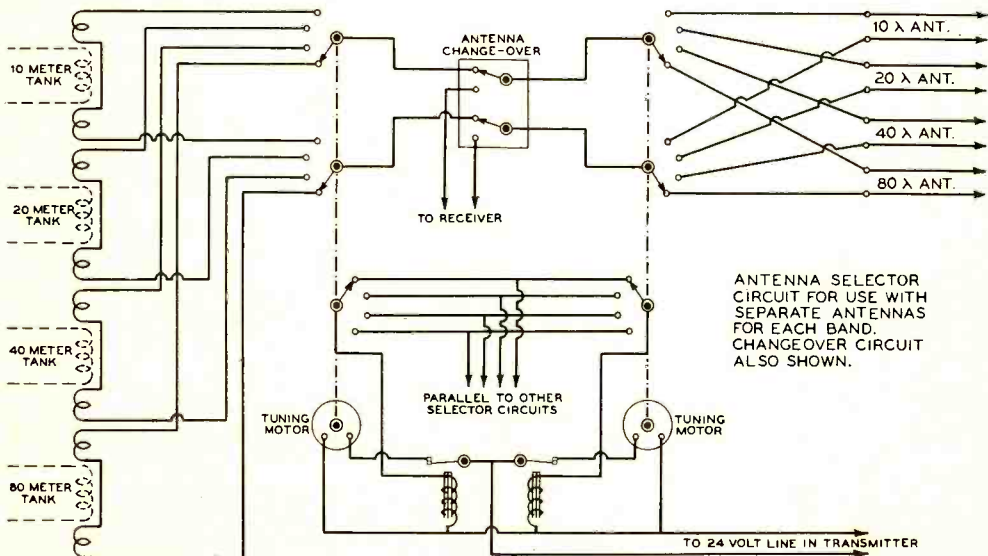 10 METER
TANK
20 METER
TANK
40 METER
TANK
80 METER
TANK
ANTENNA
CHANGE-OVER
TO RECEIVER
10 λ ANT.
20 λ ANT.
40 λ ANT.
80 λ ANT.
ANTENNA SELECTOR
CIRCUIT FOR USE WITH
SEPARATE ANTENNAS
FOR EACH BAND.
CHANGEOVER CIRCUIT
ALSO SHOWN.
PARALLEL TO OTHER
SELECTOR CIRCUITS
TUNING
MOTOR
TUNING
MOTOR
TO 24 VOLT LINE IN TRANSMITTER